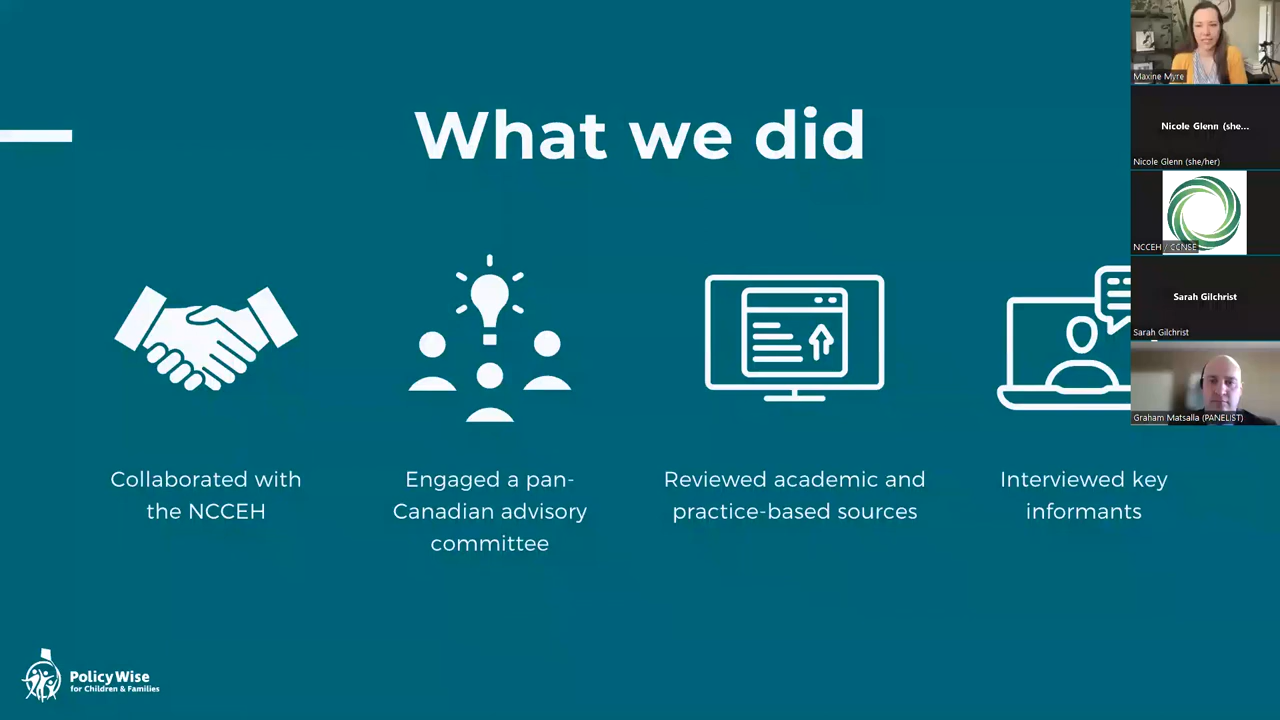 What we did
Collaborated with
the NCCEH
Engaged a pan-
Canadian advisory
committee
Reviewed academic and
practice-based sources
Interviewed key
informants
PolicyWise
for Children & Families
Maxine Myre
Nicole Glenn (she...
Nicole Glenn (she/her)
NCCEH / CCNSE
Sarah Gilchrist
Sarah Gilchrist
Graham Matsalla (PANELIST)